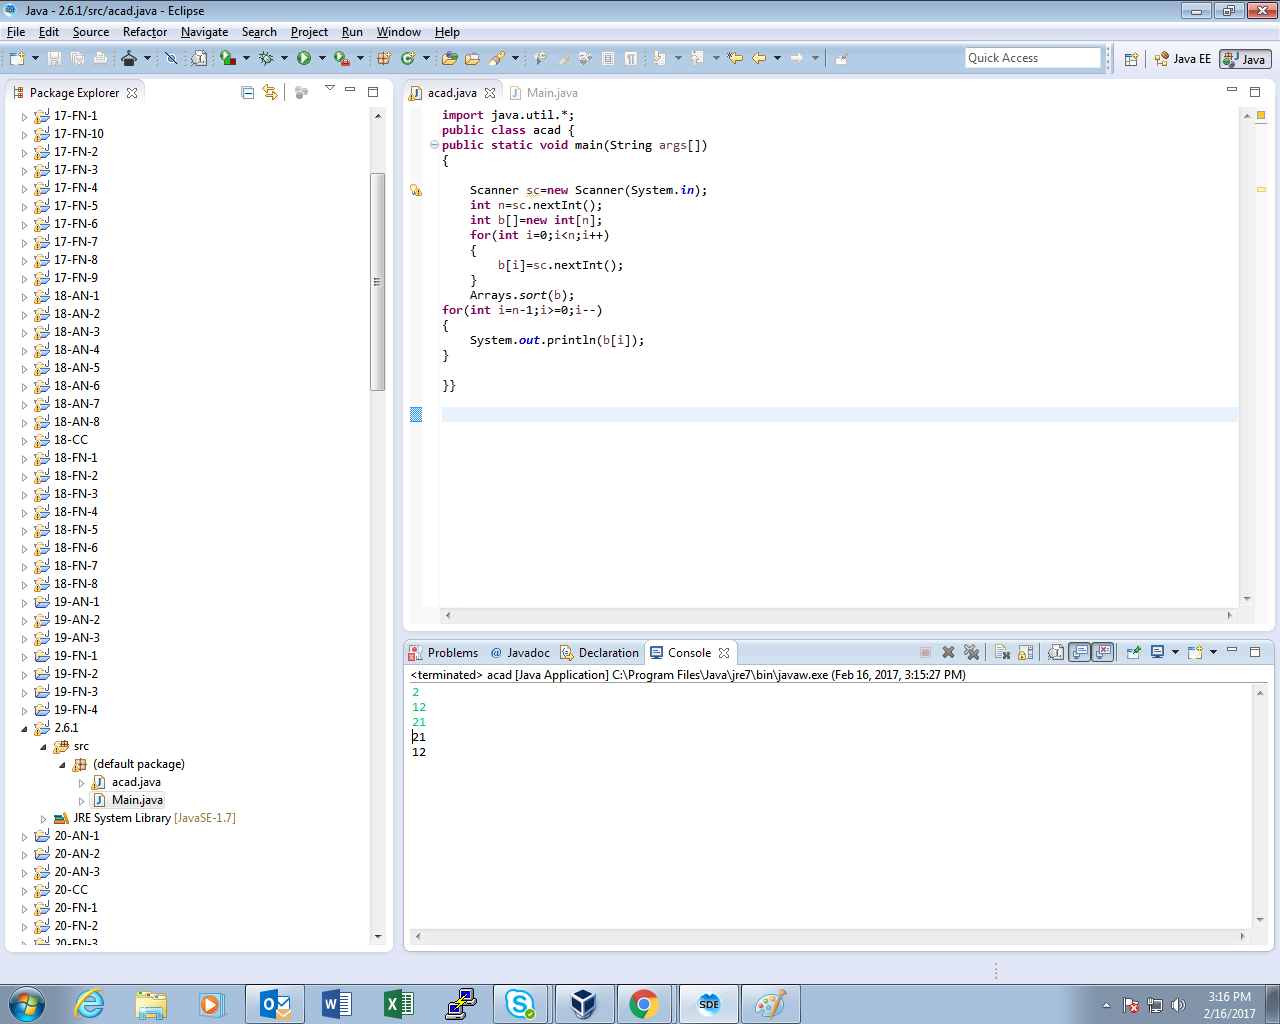 Java - 2.6.1/src/acad.java - Eclipse
File Edit Source Refactor Navigate Search Project Run Window Help
Quick Access
Java EE
Java
Package Explorer
17-FN-1
17-FN-10
17-FN-2
17-FN-3
17-FN-4
17-FN-5
17-FN-6
17-FN-7
17-FN-8
17-FN-9
18-AN-1
18-AN-2
18-AN-3
18-AN-4
18-AN-5
18-AN-6
18-AN-7
18-AN-8
18-CC
18-FN-1
18-FN-2
18-FN-3
18-FN-4
18-FN-5
18-FN-6
18-FN-7
18-FN-8
19-AN-1
19-AN-2
19-AN-3
19-FN-1
19-FN-2
19-FN-3
19-FN-4
2.6.1
src
(default package)
acad.java
Main.java
JRE System Library [JavaSE-1.7]
20-AN-1
20-AN-2
20-AN-3
20-CC
20-FN-1
20-FN-2
20-FN-3
acad.java Main.java
import java.util.*;
public class acad {
public static void main(String args[])
{
Scanner sc=new Scanner(System.in);
int n=sc.nextInt();
int b[]=new int[n];
for(int i=0;i<n;i++)
{
b[i]=sc.nextInt();
}
Arrays.sort(b);
for(int i=n-1;i>=0;i--)
{
System.out.println(b[i]);
}
}}
Problems @ Javadoc Declaration Console
<terminated> acad [Java Application] C:\Program Files\Java\jre7\bin\javaw.exe (Feb 16, 2017, 3:15:27 PM)
2
12
21
21
12
SDE
3:16 PM
2/16/2017